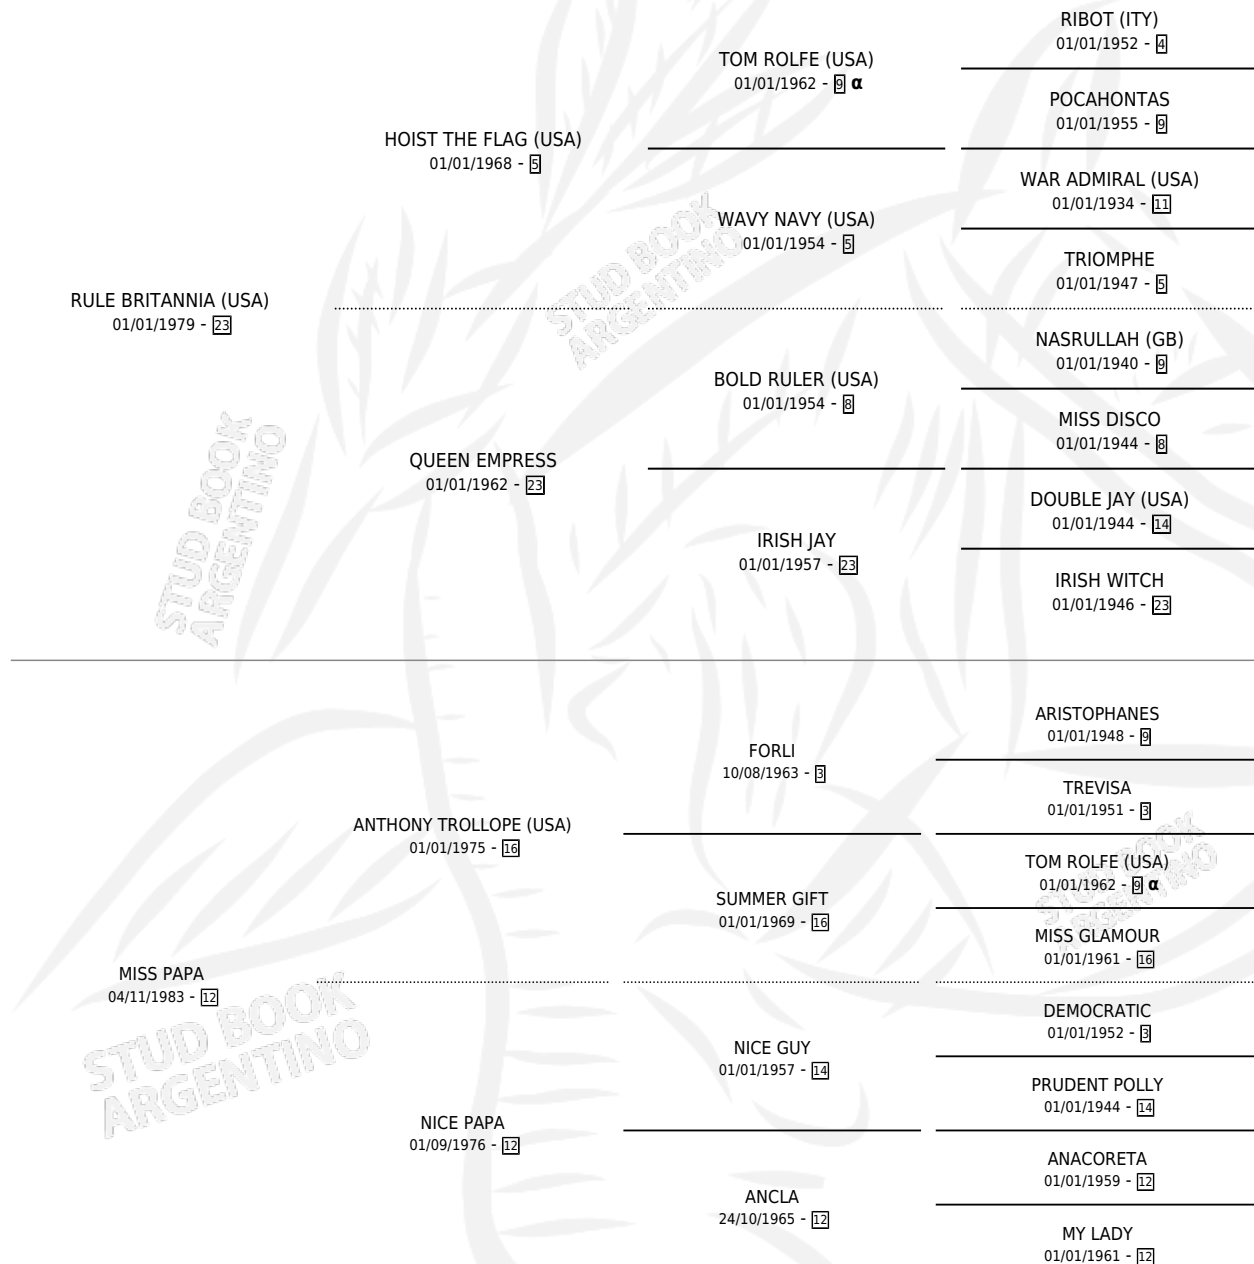 RIBOT (ITY)
01/01/1952 - 4
TOM ROLFE (USA)
01/01/1962 - 9 α
POCAHONTAS
01/01/1955 - 9
HOIST THE FLAG (USA)
01/01/1968 - 5
WAR ADMIRAL (USA)
01/01/1934 - 11
WAVY NAVY (USA)
01/01/1954 - 5
TRIOMPHE
01/01/1947 - 5
STUD BOOK
ARGENTINO
RULE BRITANNIA (USA)
01/01/1979 - 23
NASRULLAH (GB)
01/01/1940 - 9
BOLD RULER (USA)
01/01/1954 - 8
MISS DISCO
01/01/1944 - 8
QUEEN EMPRESS
01/01/1962 - 23
DOUBLE JAY (USA)
01/01/1944 - 14
IRISH JAY
01/01/1957 - 23
IRISH WITCH
01/01/1946 - 23
STUD BOOK
ARGENTINO
ARISTOPHANES
01/01/1948 - 9
FORLI
10/08/1963 - 3
TREVISA
01/01/1951 - 3
ANTHONY TROLLOPE (USA)
01/01/1975 - 16
TOM ROLFE (USA)
01/01/1962 - 9 α
STUD BOOK
ARGENTINO
SUMMER GIFT
01/01/1969 - 16
MISS GLAMOUR
01/01/1961 - 16
MISS PAPA
04/11/1983 - 12
STUD BOOK
ARGENTINO
DEMOCRATIC
01/01/1952 - 3
NICE GUY
01/01/1957 - 14
PRUDENT POLLY
01/01/1944 - 14
NICE PAPA
01/09/1976 - 12
ANACORETA
01/01/1959 - 12
ANCLA
24/10/1965 - 12
MY LADY
01/01/1961 - 12